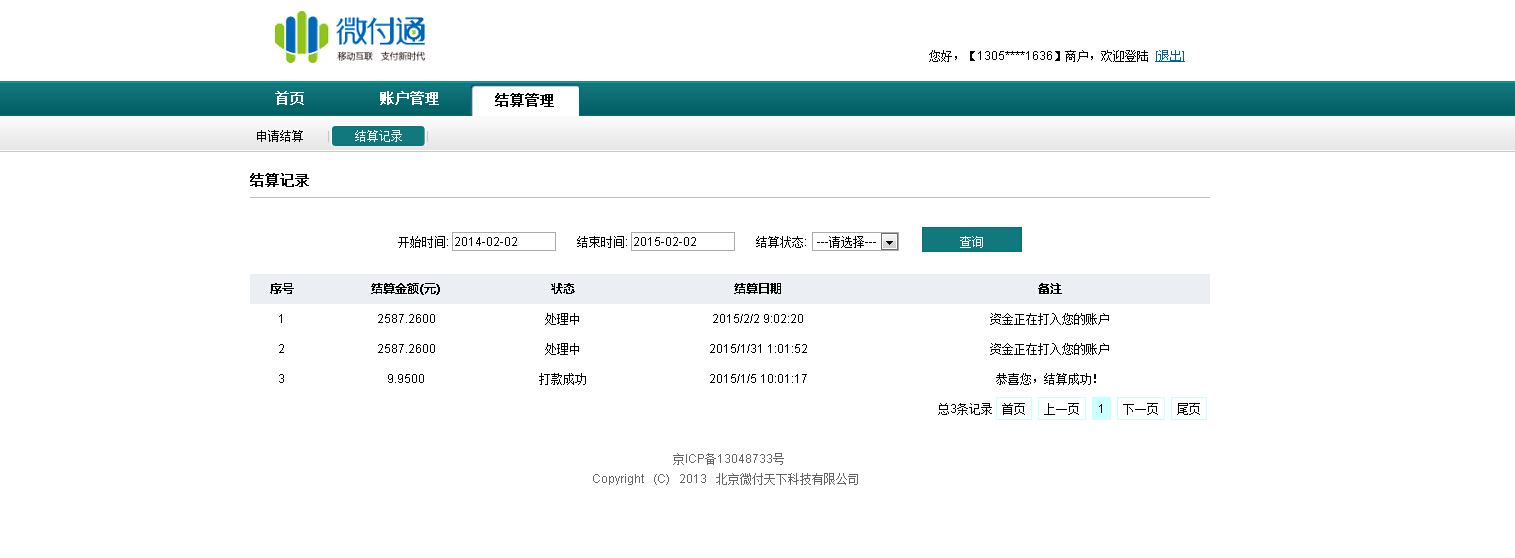 微付通
移动互联 支付新时代
您好，【1305****1636】商户，欢迎登陆 [退出]
首页 账户管理 结算管理
申请结算 结算记录
结算记录
开始时间: 2014-02-02 结束时间: 2015-02-02 结算状态: ---请选择--- 查询
序号 结算金额(元) 状态 结算日期 备注
1 2587.2600 处理中 2015/2/2 9:02:20 资金正在打入您的账户
2 2587.2600 处理中 2015/1/31 1:01:52 资金正在打入您的账户
3 9.9500 打款成功 2015/1/5 10:01:17 恭喜您，结算成功！
总3条记录 首页 上一页 1 下一页 尾页
京ICP备13048733号
Copyright (C) 2013 北京微付天下科技有限公司